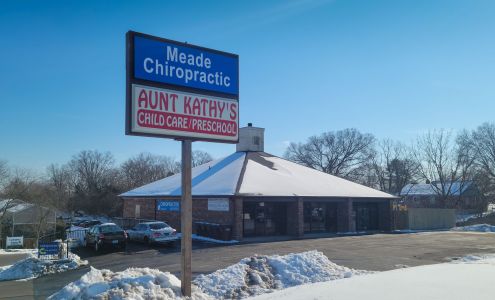 Meade
Chiropractic
AUNT KATHY'S
CHILD CARE/PRESCHOOL